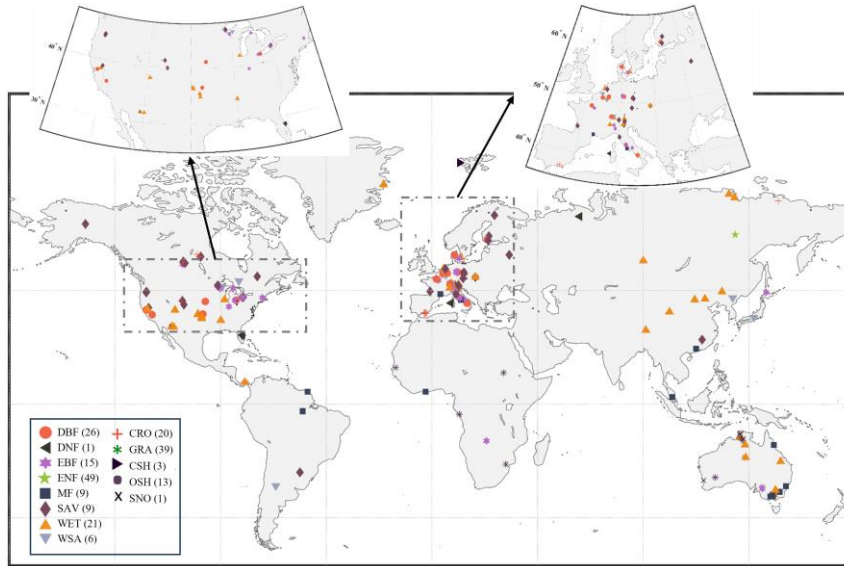 40°N
30°N
60°N
50°N
40°N
DBF (26)
DNF (1)
EBF (15)
ENF (49)
MF (9)
SAV (9)
WET (21)
WSA (6)
CRO (20)
GRA (39)
CSH (3)
OSH (13)
SNO (1)